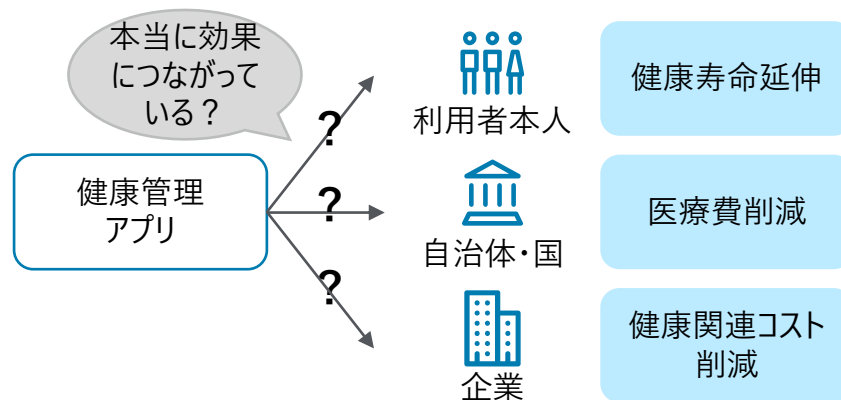 本当に効果
につながって
いる？
健康管理
アプリ
?
?
?
利用者本人
健康寿命延伸
自治体・国
医療費削減
企業
健康関連コスト
削減